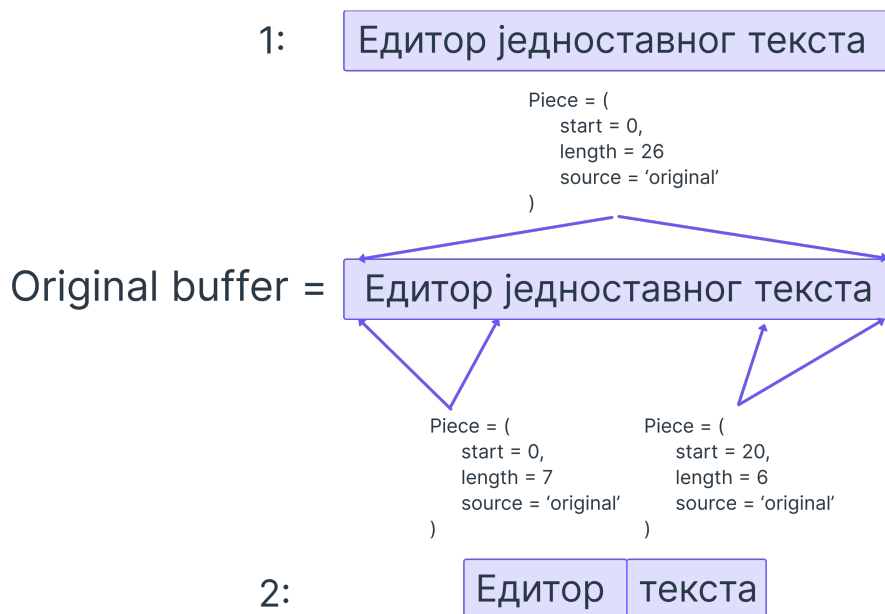 1: Едитор једноставног текста
Piece = (
start = 0,
length = 26
source = ‘original’
)
Original buffer = Едитор једноставног текста
Piece = (
start = 0,
length = 7
source = ‘original’
)
Piece = (
start = 20,
length = 6
source = ‘original’
)
2: Едитор текста